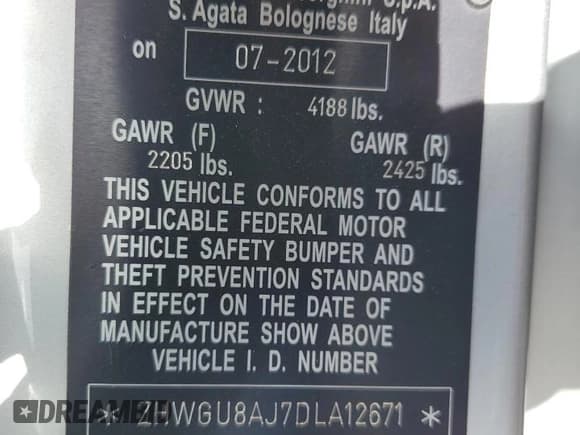 S.p.A.
S. Agata Bolognese Italy
on 07-2012
GVWR : 4188 lbs.
GAWR (F) GAWR (R)
2205 lbs. 2425 lbs.
THIS VEHICLE CONFORMS TO ALL
APPLICABLE FEDERAL MOTOR
VEHICLE SAFETY BUMPER AND
THEFT PREVENTION STANDARDS
IN EFFECT ON THE DATE OF
MANUFACTURE SHOW ABOVE
VEHICLE I. D. NUMBER
* ZHWGU8AJ7DLA12671 *
DREAMBID